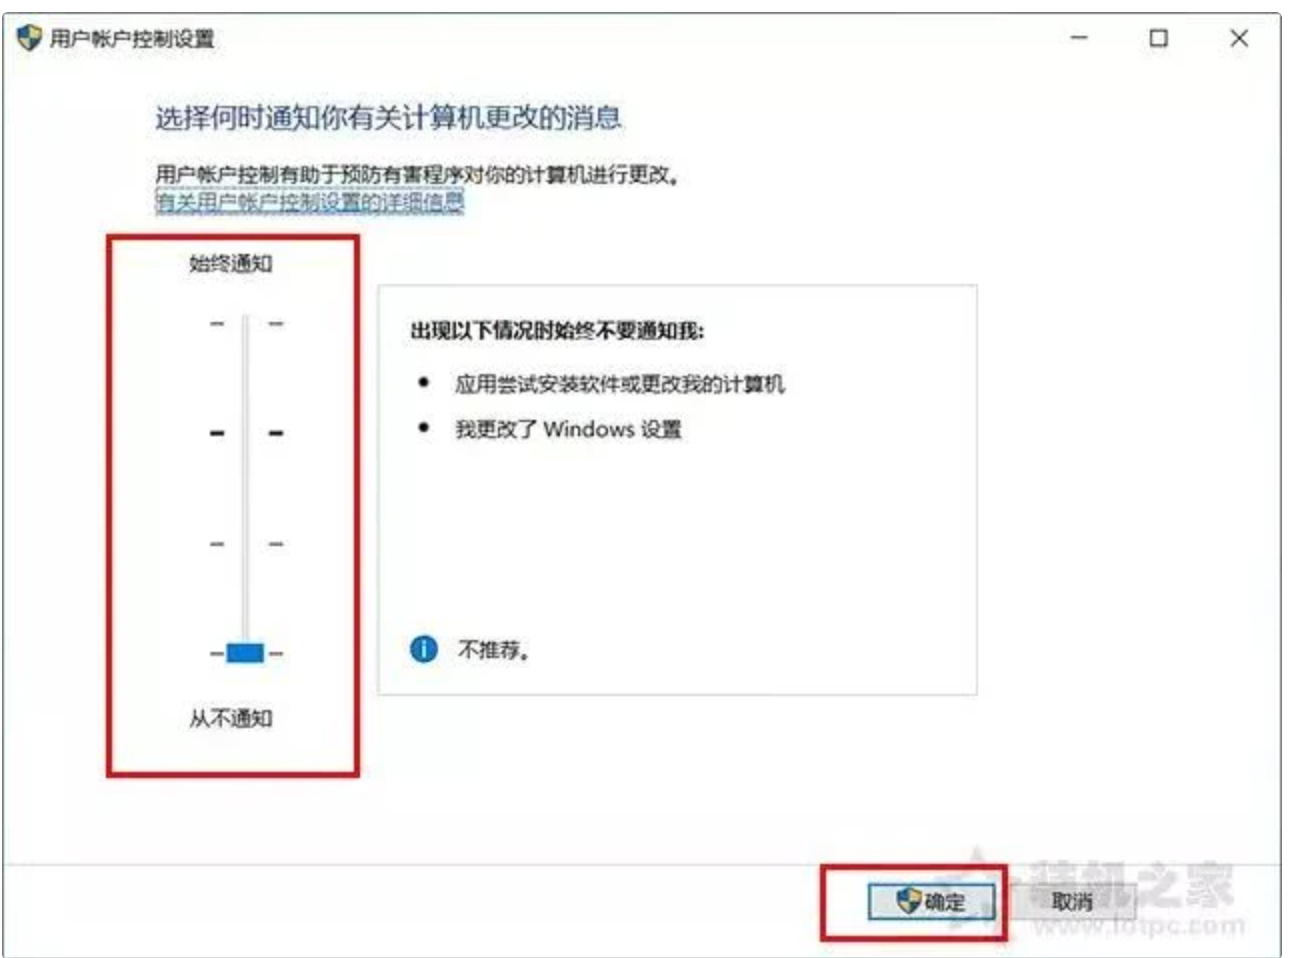 用户帐户控制设置
选择何时通知你有关计算机更改的消息
用户帐户控制有助于预防有害程序对你的计算机进行更改。
有关用户帐户控制设置的详细信息
始终通知
出现以下情况时始终不要通知我:
应用尝试安装软件或更改我的计算机
我更改了 Windows 设置
不推荐。
从不通知
确定
取消
装机之家
www.lotpc.com